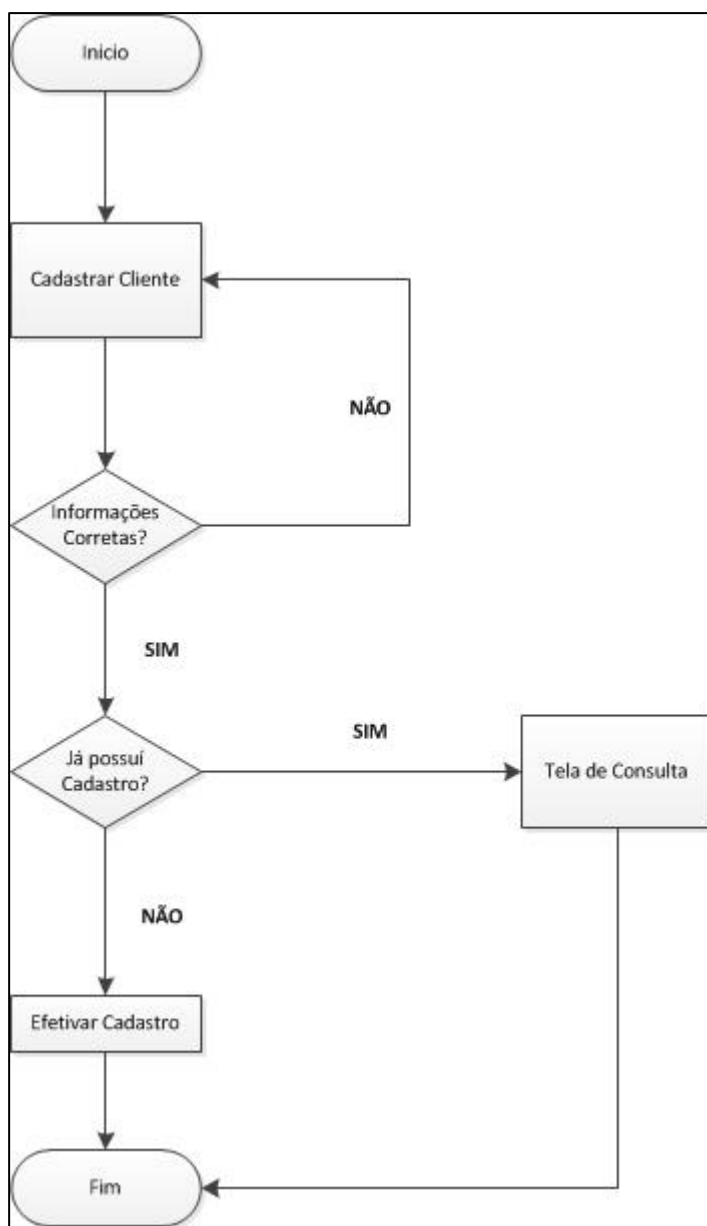 Inicio
Cadastrar Cliente
NÃO
Informações
Corretas?
SIM
Já possuí
Cadastro?
SIM
Tela de Consulta
NÃO
Efetivar Cadastro
Fim